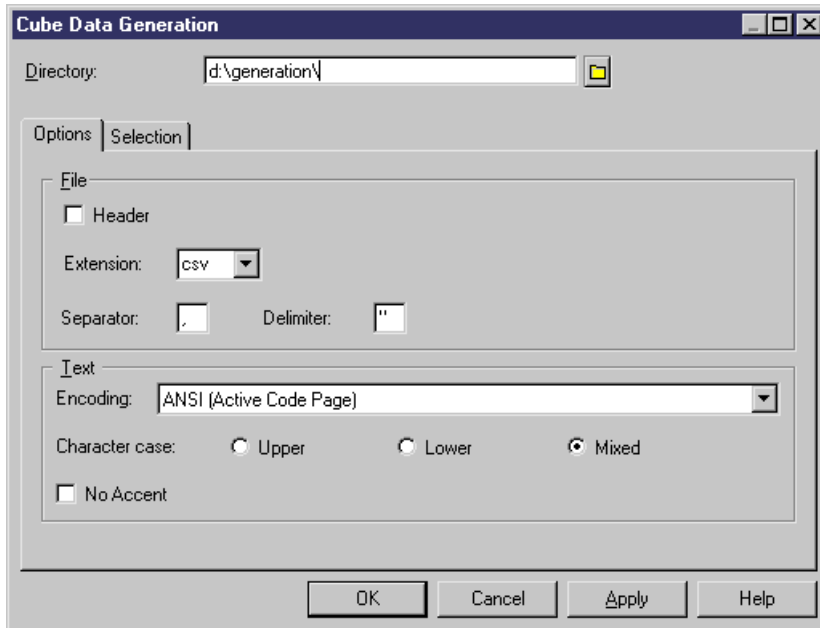 Cube Data Generation
Directory: d:\generation\
Options Selection
File
Header
Extension: csv
Separator: , Delimiter: "
Text
Encoding: ANSI (Active Code Page)
Character case: Upper Lower Mixed
No Accent
OK Cancel Apply Help